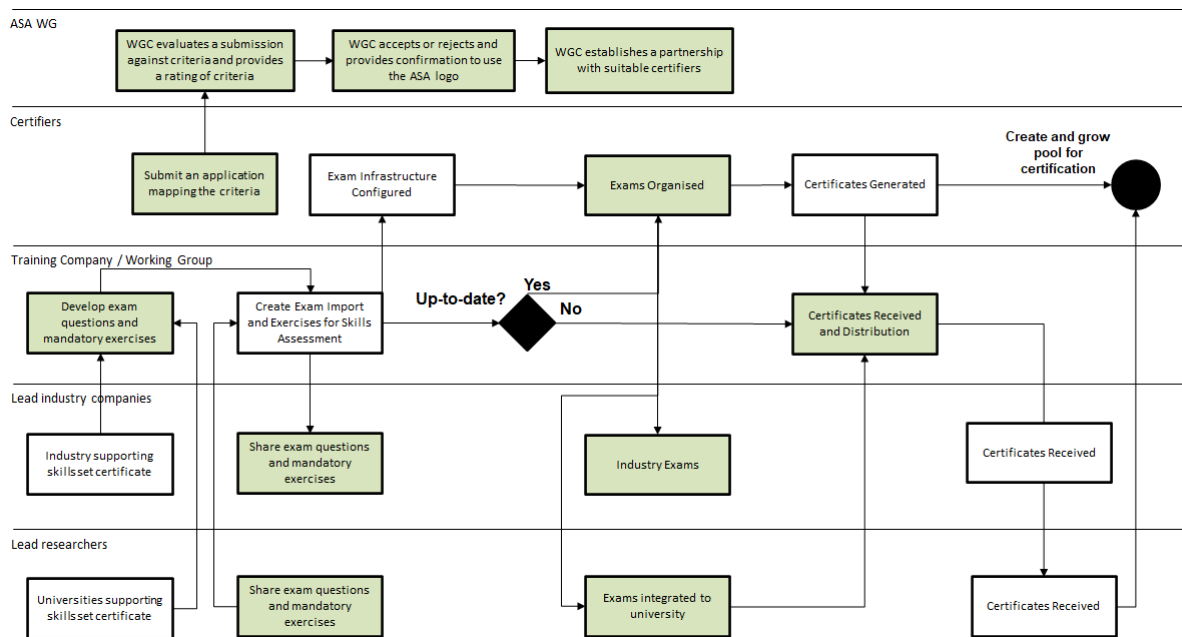 ASA WG
WGC evaluates a submission
against criteria and provides
a rating of criteria
WGC accepts or rejects and
provides confirmation to use
the ASA logo
WGC establishes a partnership
with suitable certifiers
Certifiers
Submit an application
mapping the criteria
Exam Infrastructure
Configured
Exams Organised
Certificates Generated
Create and grow
pool for
certification
Training Company / Working Group
Develop exam
questions and
mandatory exercises
Create Exam Import
and Exercises for Skills
Assessment
Up-to-date?
Yes
No
Certificates Received
and Distribution
Lead industry companies
Industry supporting
skills set certificate
Share exam questions
and mandatory
exercises
Industry Exams
Certificates Received
Lead researchers
Universities supporting
skills set certificate
Share exam questions
and mandatory
exercises
Exams integrated to
university
Certificates Received